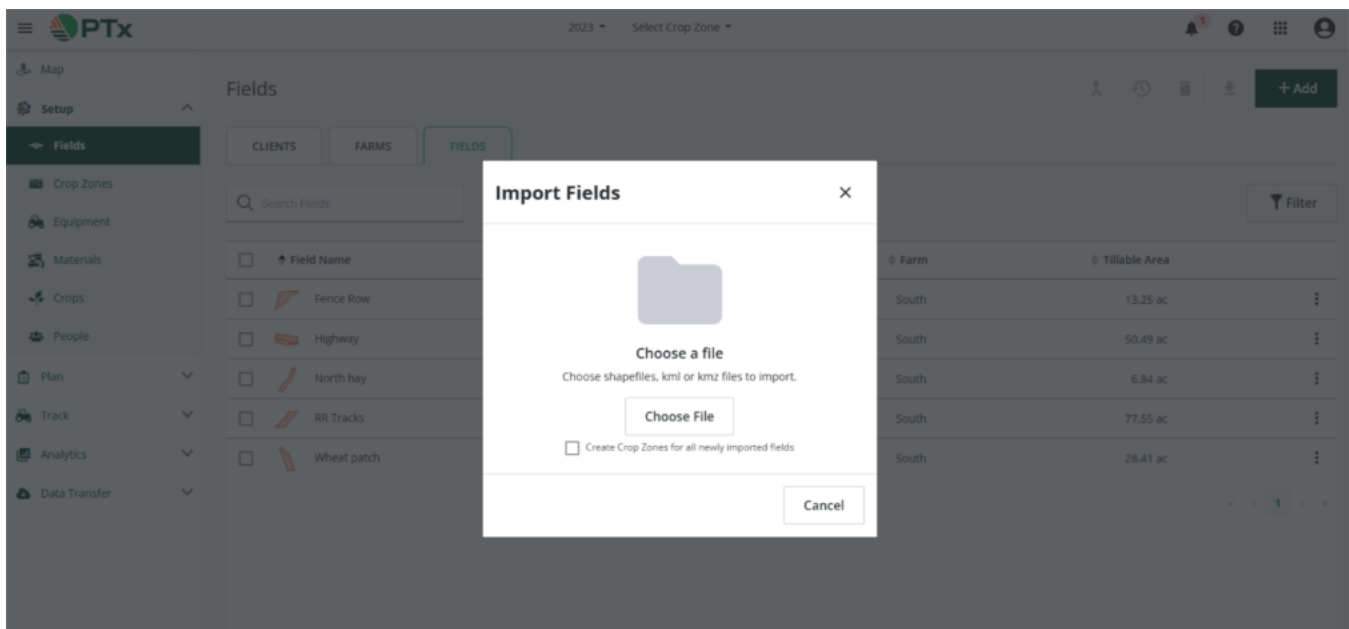 PTx
2023
Select Crop Zone
1
Map
Setup
Fields
Crop Zones
Equipment
Materials
Crops
People
Plan
Track
Analytics
Data Transfer
Fields
+ Add
CLIENTS
FARMS
FIELDS
Search Fields
Filter
Field Name
Farm
Tillable Area
Fence Row
South
13.25 ac
Highway
South
50.49 ac
North hay
South
6.84 ac
RR Tracks
South
77.55 ac
Wheat patch
South
28.41 ac
« ‹ 1 › »
Import Fields
Choose a file
Choose shapefiles, kml or kmz files to import.
Choose File
Create Crop Zones for all newly imported fields
Cancel